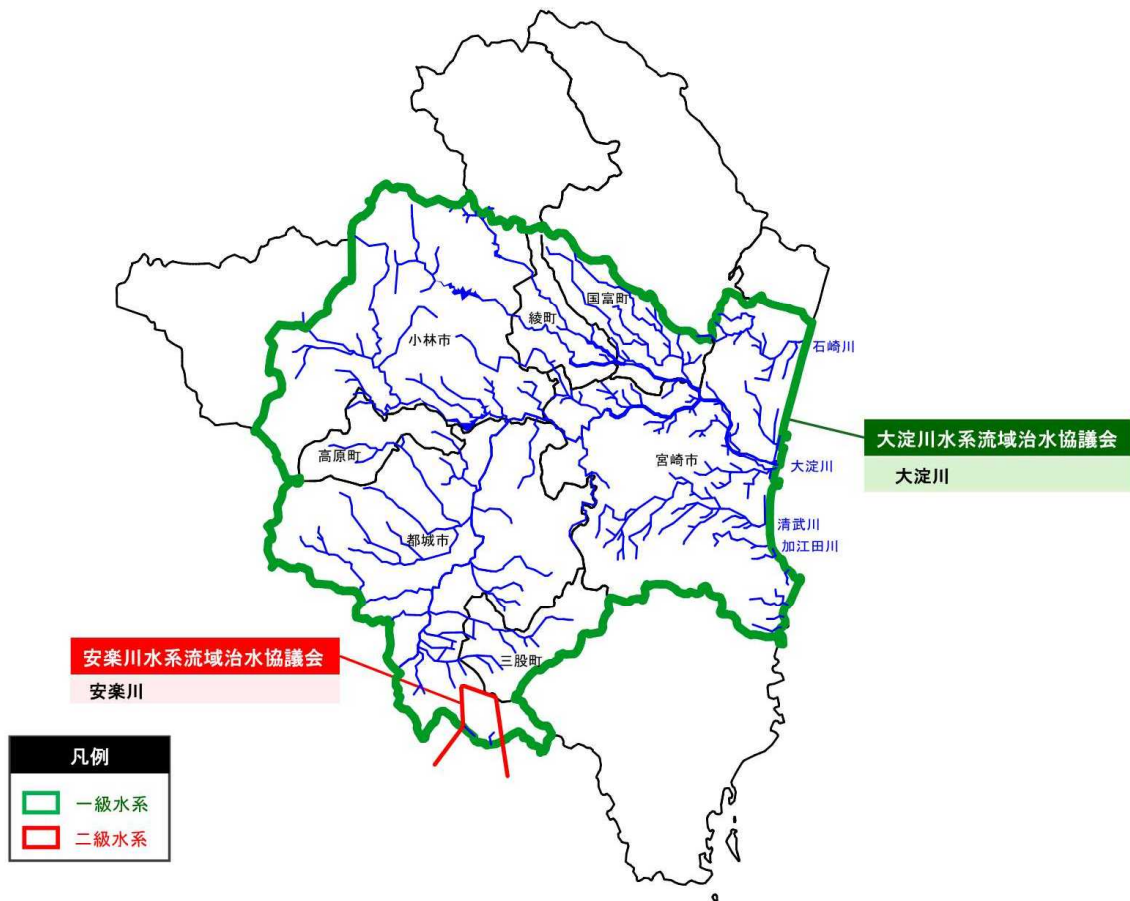 国富町
綾町
小林市
石崎川
大淀川水系流域治水協議会
大淀川
高原町
宮崎市
大淀川
都城市
清武川
加江田川
安楽川水系流域治水協議会
安楽川
三股町
凡例
一級水系
二級水系